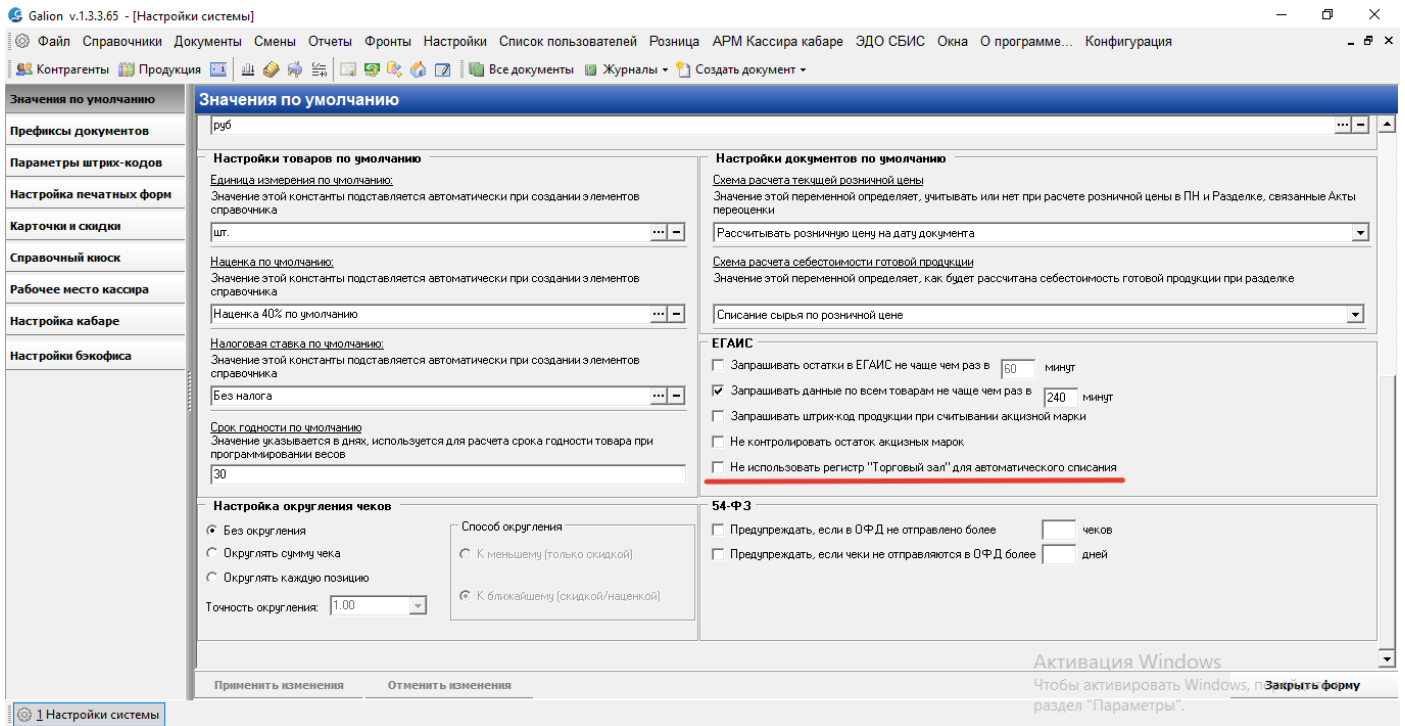 Galion v.1.3.3.65 - [Настройки системы]
Файл Справочники Документы Смены Отчеты Фронты Настройки Список пользователей Розница АРМ Кассира кабаре ЭДО СБИС Окна О программе... Конфигурация
Контрагенты Продукция Все документы Журналы Создать документ
Значения по умолчанию
Префиксы документов
Параметры штрих-кодов
Настройка печатных форм
Карточки и скидки
Справочный киоск
Рабочее место кассира
Настройка кабаре
Настройки бэкофиса
Значения по умолчанию
руб
Настройки товаров по умолчанию
Единица измерения по умолчанию:
Значение этой константы подставляется автоматически при создании элементов
справочника
шт.
Наценка по умолчанию:
Значение этой константы подставляется автоматически при создании элементов
справочника
Наценка 40% по умолчанию
Налоговая ставка по умолчанию:
Значение этой константы подставляется автоматически при создании элементов
справочника
Без налога
Срок годности по умолчанию
Значение указывается в днях, используется для расчета срока годности товара при
программировании весов
30
Настройки документов по умолчанию
Схема расчета текущей розничной цены
Значение этой переменной определяет, учитывать или нет при расчете розничной цены в ПН и Разделке, связанные Акты
переоценки
Рассчитывать розничную цену на дату документа
Схема расчета себестоимости готовой продукции
Значение этой переменной определяет, как будет рассчитана себестоимость готовой продукции при разделке
Списание сырья по розничной цене
ЕГАИС
Запрашивать остатки в ЕГАИС не чаще чем раз в 60 минут
Запрашивать данные по всем товарам не чаще чем раз в 240 минут
Запрашивать штрих-код продукции при считывании акцизной марки
Не контролировать остаток акцизных марок
Не использовать регистр "Торговый зал" для автоматического списания
Настройка округления чеков
Без округления
Округлять сумму чека
Округлять каждую позицию
Точность округления: 1.00
Способ округления
К меньшему (только скидкой)
К ближайшему (скидкой/наценкой)
54-ФЗ
Предупреждать, если в ОФД не отправлено более чеков
Предупреждать, если чеки не отправляются в ОФД более дней
Применить изменения Отменить изменения Закрыть форму
Активация Windows
Чтобы активировать Windows,
раздел "Параметры".
1 Настройки системы